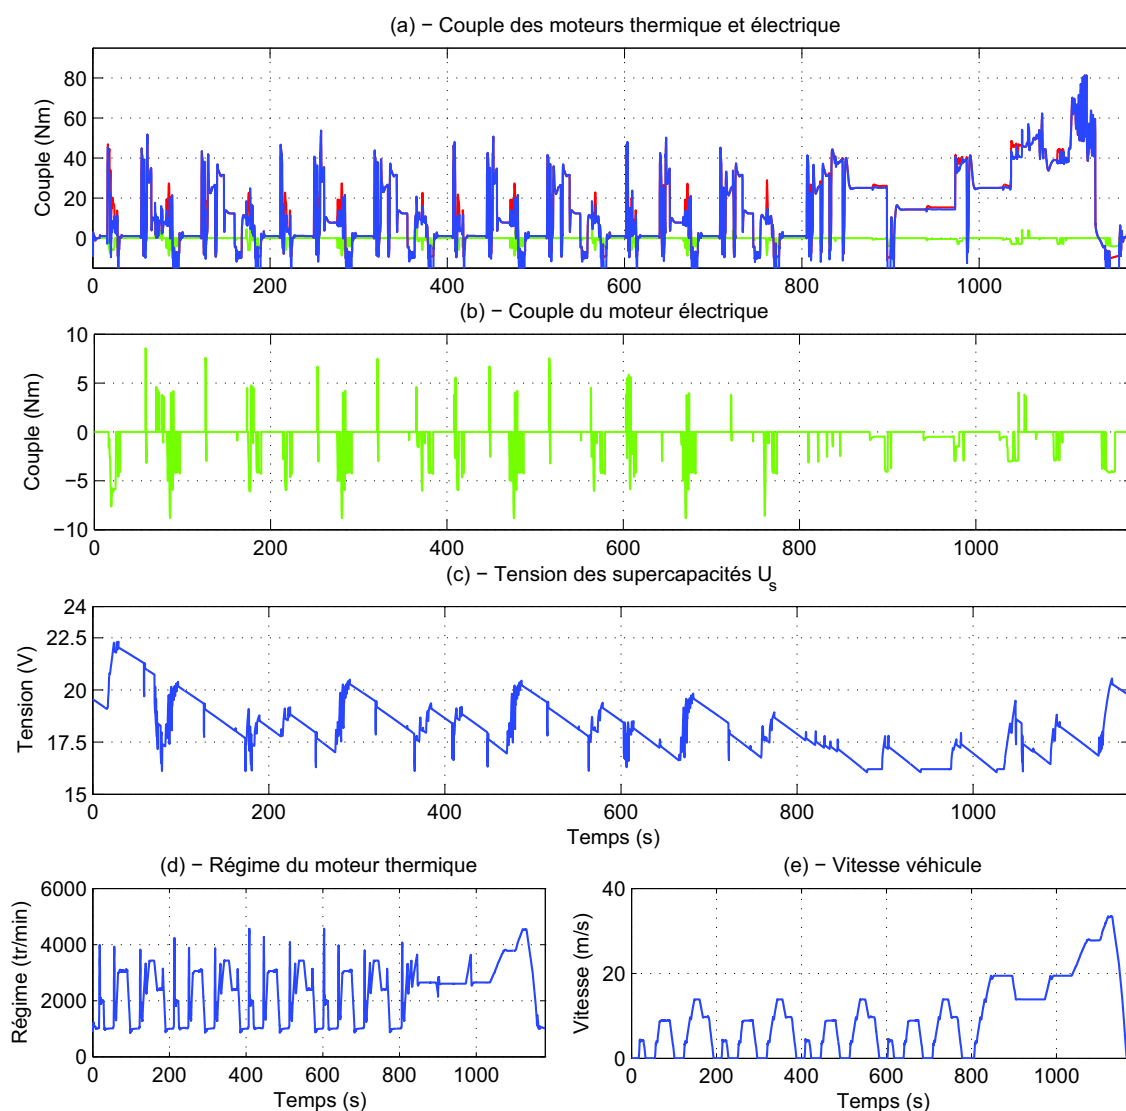 (a) − Couple des moteurs thermique et électrique
Couple (Nm)
80
60
40
20
0
0 200 400 600 800 1000
(b) − Couple du moteur électrique
Couple (Nm)
10
5
0
−5
−10
0 200 400 600 800 1000
(c) − Tension des supercapacités Us
Tension (V)
24
22.5
20
17.5
15
0 200 400 600 800 1000
Temps (s)
(d) − Régime du moteur thermique
Régime (tr/min)
6000
4000
2000
0
0 200 400 600 800 1000
Temps (s)
(e) − Vitesse véhicule
Vitesse (m/s)
40
20
0
0 200 400 600 800 1000
Temps (s)